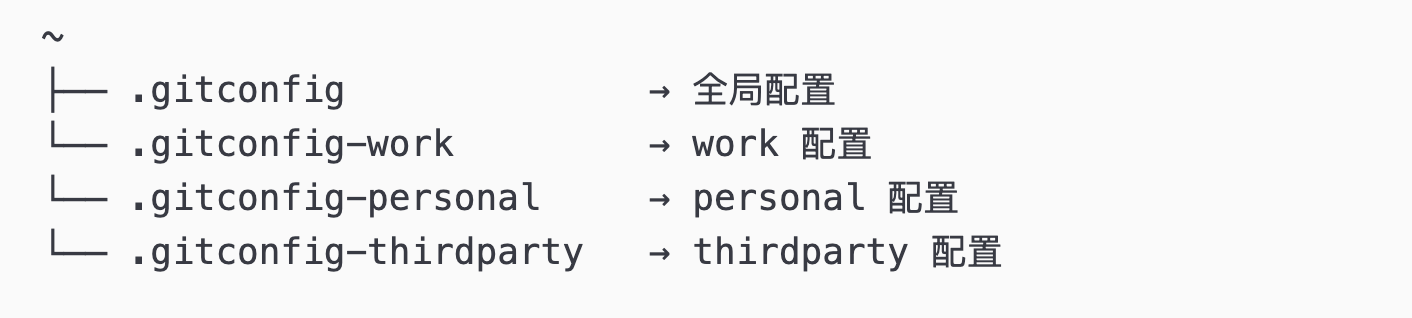 ~
├── .gitconfig → 全局配置
└── .gitconfig-work → work 配置
└── .gitconfig-personal → personal 配置
└── .gitconfig-thirdparty → thirdparty 配置